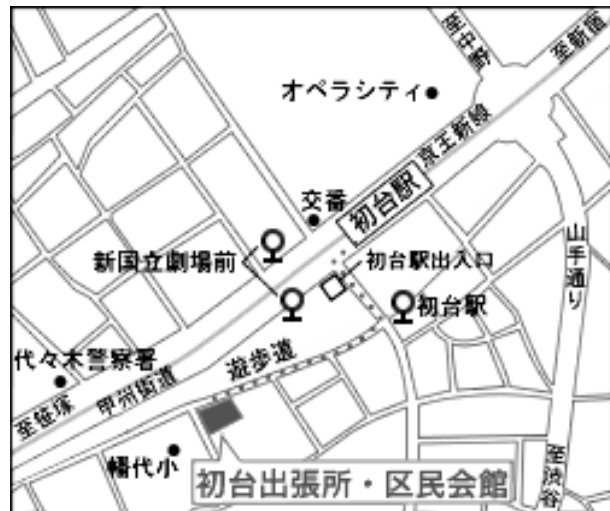 至中野
至新宿
オペラシティ
京王新線
交番
初台駅
新国立劇場前
初台駅出入口
山手通り
初台駅
代々木警察署
遊歩道
甲州街道
至笹塚
幡代小
至渋谷
初台出張所・区民会館